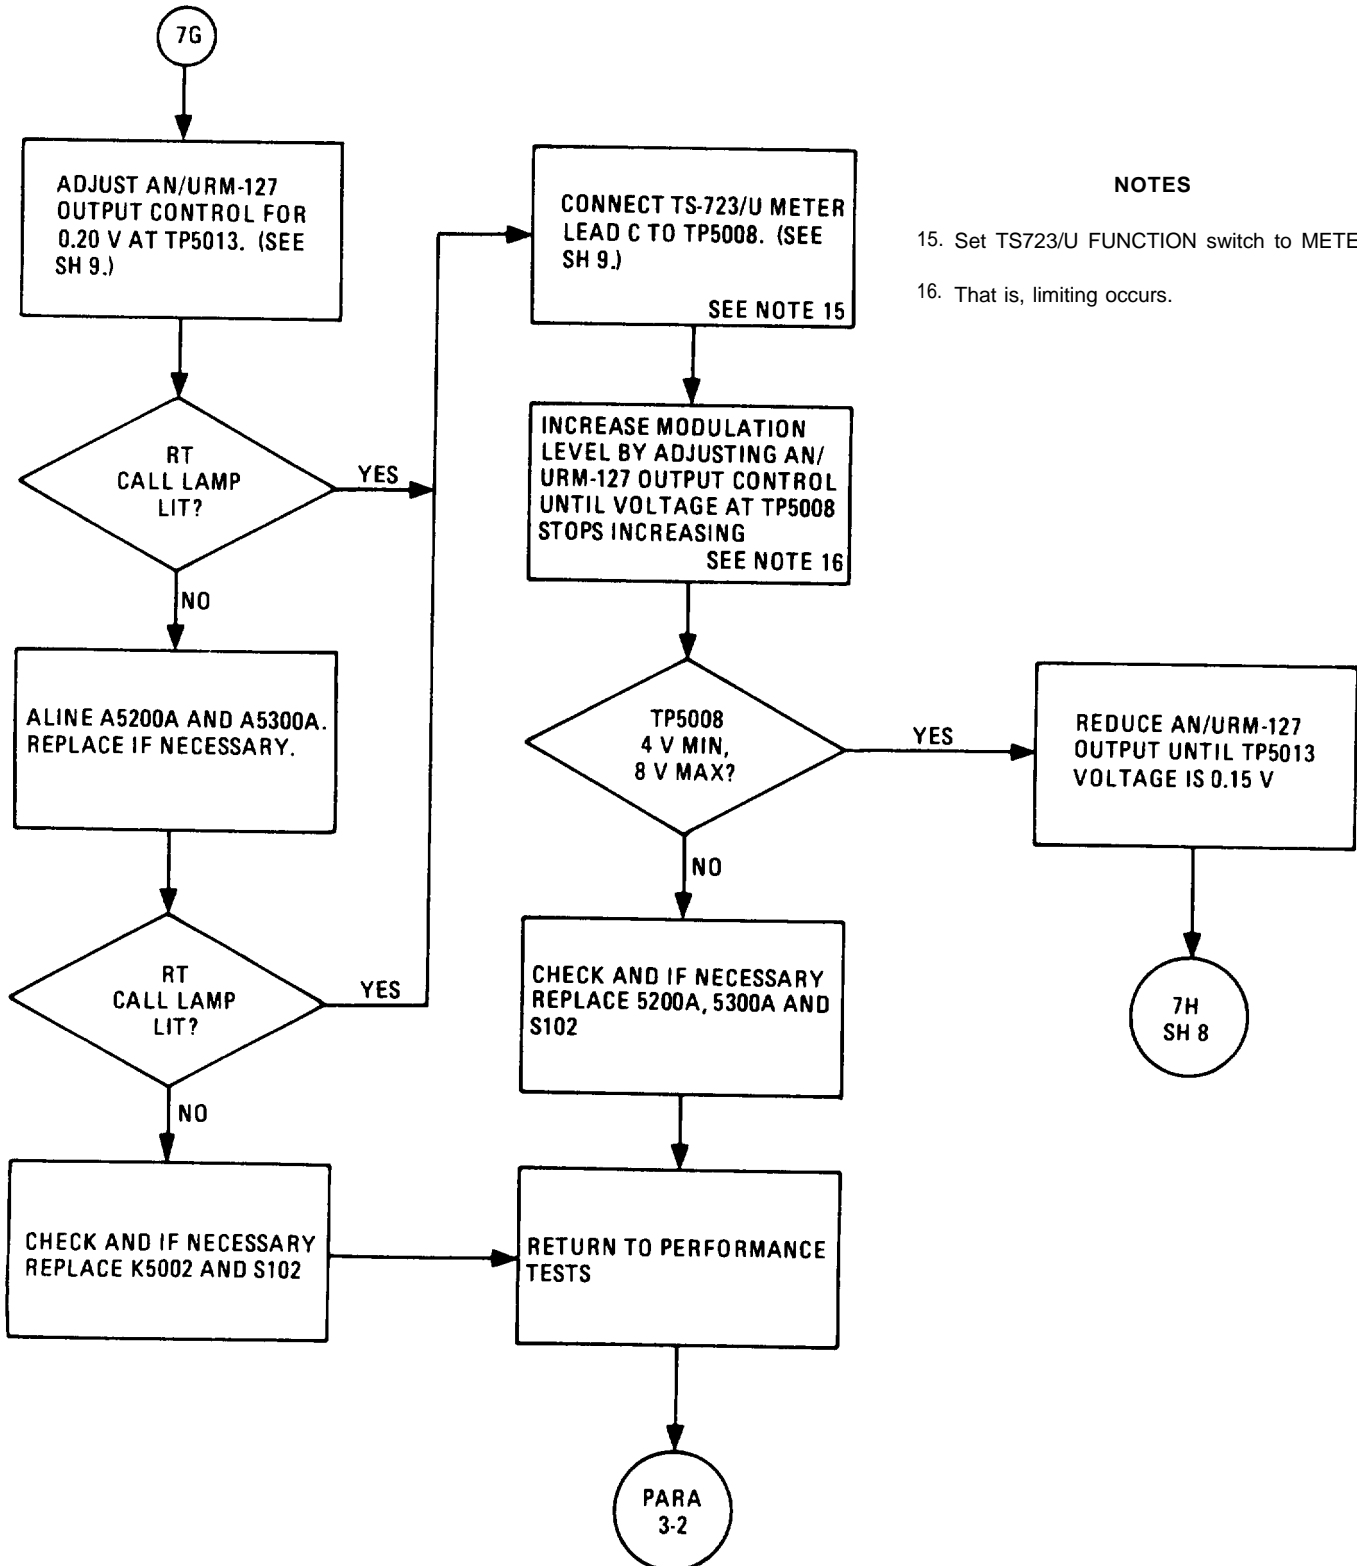 7G
ADJUST AN/URM-127
OUTPUT CONTROL FOR
0.20 V AT TP5013. (SEE
SH 9.)
RT
CALL LAMP
LIT?
YES
NO
ALINE A5200A AND A5300A.
REPLACE IF NECESSARY.
RT
CALL LAMP
LIT?
YES
NO
CHECK AND IF NECESSARY
REPLACE K5002 AND S102
CONNECT TS-723/U METER
LEAD C TO TP5008. (SEE
SH 9.)
SEE NOTE 15
INCREASE MODULATION
LEVEL BY ADJUSTING AN/
URM-127 OUTPUT CONTROL
UNTIL VOLTAGE AT TP5008
STOPS INCREASING
SEE NOTE 16
TP5008
4 V MIN,
8 V MAX?
YES
NO
CHECK AND IF NECESSARY
REPLACE 5200A, 5300A AND
S102
RETURN TO PERFORMANCE
TESTS
PARA
3-2
REDUCE AN/URM-127
OUTPUT UNTIL TP5013
VOLTAGE IS 0.15 V
7H
SH 8
NOTES
15. Set TS723/U FUNCTION switch to METE
16. That is, limiting occurs.